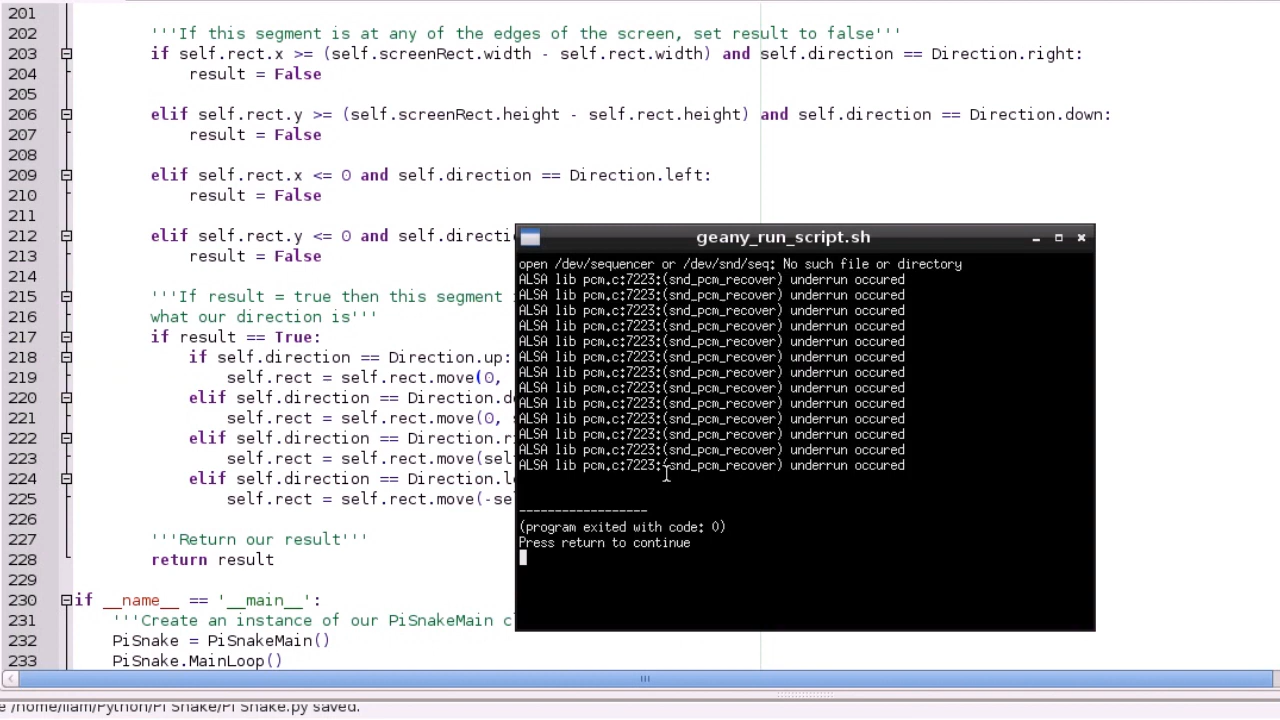 201
202 '''If this segment is at any of the edges of the screen, set result to false'''
203 if self.rect.x >= (self.screenRect.width - self.rect.width) and self.direction == Direction.right:
204 result = False
205
206 elif self.rect.y >= (self.screenRect.height - self.rect.height) and self.direction == Direction.down:
207 result = False
208
209 elif self.rect.x <= 0 and self.direction == Direction.left:
210 result = False
211
212 elif self.rect.y <= 0 and self.directi
213 result = False
214
215 '''If result = true then this segment
216 what our direction is'''
217 if result == True:
218 if self.direction == Direction.up:
219 self.rect = self.rect.move(0,
220 elif self.direction == Direction.d
221 self.rect = self.rect.move(0,
222 elif self.direction == Direction.r
223 self.rect = self.rect.move(sel
224 elif self.direction == Direction.l
225 self.rect = self.rect.move(-se
226
227 '''Return our result'''
228 return result
229
230 if __name__ == '__main__':
231 '''Create an instance of our PiSnakeMain c
232 PiSnake = PiSnakeMain()
233 PiSnake.MainLoop()
geany_run_script.sh
open /dev/sequencer or /dev/snd/seq: No such file or directory
ALSA lib pcm.c:7223:(snd_pcm_recover) underrun occured
ALSA lib pcm.c:7223:(snd_pcm_recover) underrun occured
ALSA lib pcm.c:7223:(snd_pcm_recover) underrun occured
ALSA lib pcm.c:7223:(snd_pcm_recover) underrun occured
ALSA lib pcm.c:7223:(snd_pcm_recover) underrun occured
ALSA lib pcm.c:7223:(snd_pcm_recover) underrun occured
ALSA lib pcm.c:7223:(snd_pcm_recover) underrun occured
ALSA lib pcm.c:7223:(snd_pcm_recover) underrun occured
ALSA lib pcm.c:7223:(snd_pcm_recover) underrun occured
ALSA lib pcm.c:7223:(snd_pcm_recover) underrun occured
ALSA lib pcm.c:7223:(snd_pcm_recover) underrun occured
ALSA lib pcm.c:7223:(snd_pcm_recover) underrun occured
ALSA lib pcm.c:7223:(snd_pcm_recover) underrun occured
------------------
(program exited with code: 0)
Press return to continue
e /home/liam/Python/Pi Snake/Pi Snake.py saved.